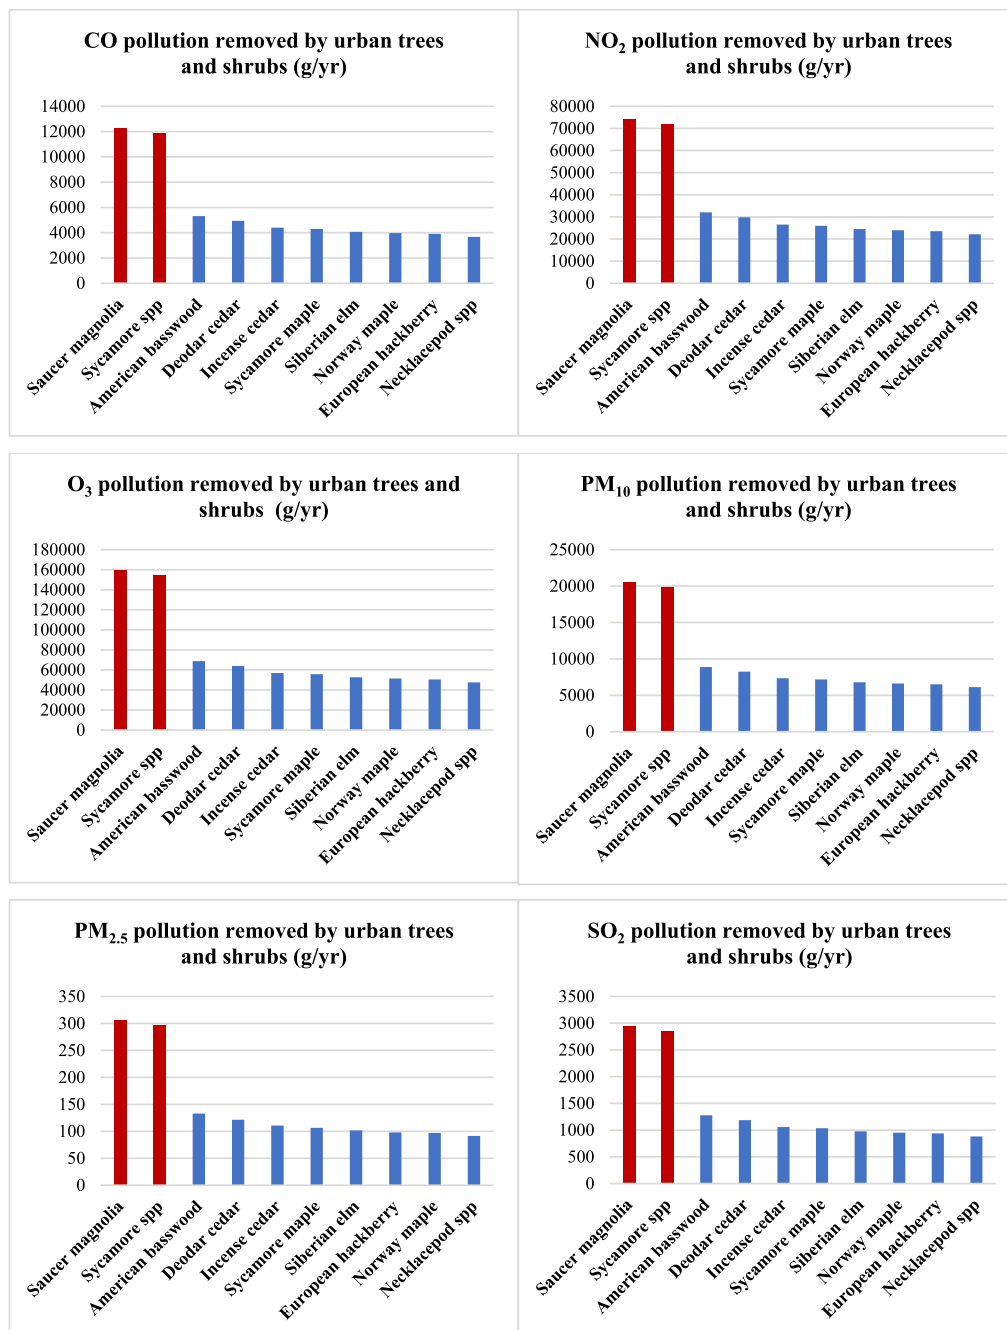 CO pollution removed by urban trees
and shrubs (g/yr)
14000
12000
10000
8000
6000
4000
2000
0
Saucer magnolia
Sycamore spp
American basswood
Deodar cedar
Incense cedar
Sycamore maple
Siberian elm
Norway maple
European hackberry
Necklacepod spp
NO₂ pollution removed by urban trees
and shrubs (g/yr)
80000
70000
60000
50000
40000
30000
20000
10000
0
Saucer magnolia
Sycamore spp
American basswood
Deodar cedar
Incense cedar
Sycamore maple
Siberian elm
Norway maple
European hackberry
Necklacepod spp
O₃ pollution removed by urban trees and
shrubs (g/yr)
180000
160000
140000
120000
100000
80000
60000
40000
20000
0
Saucer magnolia
Sycamore spp
American basswood
Deodar cedar
Incense cedar
Sycamore maple
Siberian elm
Norway maple
European hackberry
Necklacepod spp
PM₁₀ pollution removed by urban trees
and shrubs (g/yr)
25000
20000
15000
10000
5000
0
Saucer magnolia
Sycamore spp
American basswood
Deodar cedar
Incense cedar
Sycamore maple
Siberian elm
Norway maple
European hackberry
Necklacepod spp
PM₂.₅ pollution removed by urban trees
and shrubs (g/yr)
350
300
250
200
150
100
50
0
Saucer magnolia
Sycamore spp
American basswood
Deodar cedar
Incense cedar
Sycamore maple
Siberian elm
European hackberry
Norway maple
Necklacepod spp
SO₂ pollution removed by urban trees
and shrubs (g/yr)
3500
3000
2500
2000
1500
1000
500
0
Saucer magnolia
Sycamore spp
American basswood
Deodar cedar
Incense cedar
Sycamore maple
Siberian elm
Norway maple
European hackberry
Necklacepod spp